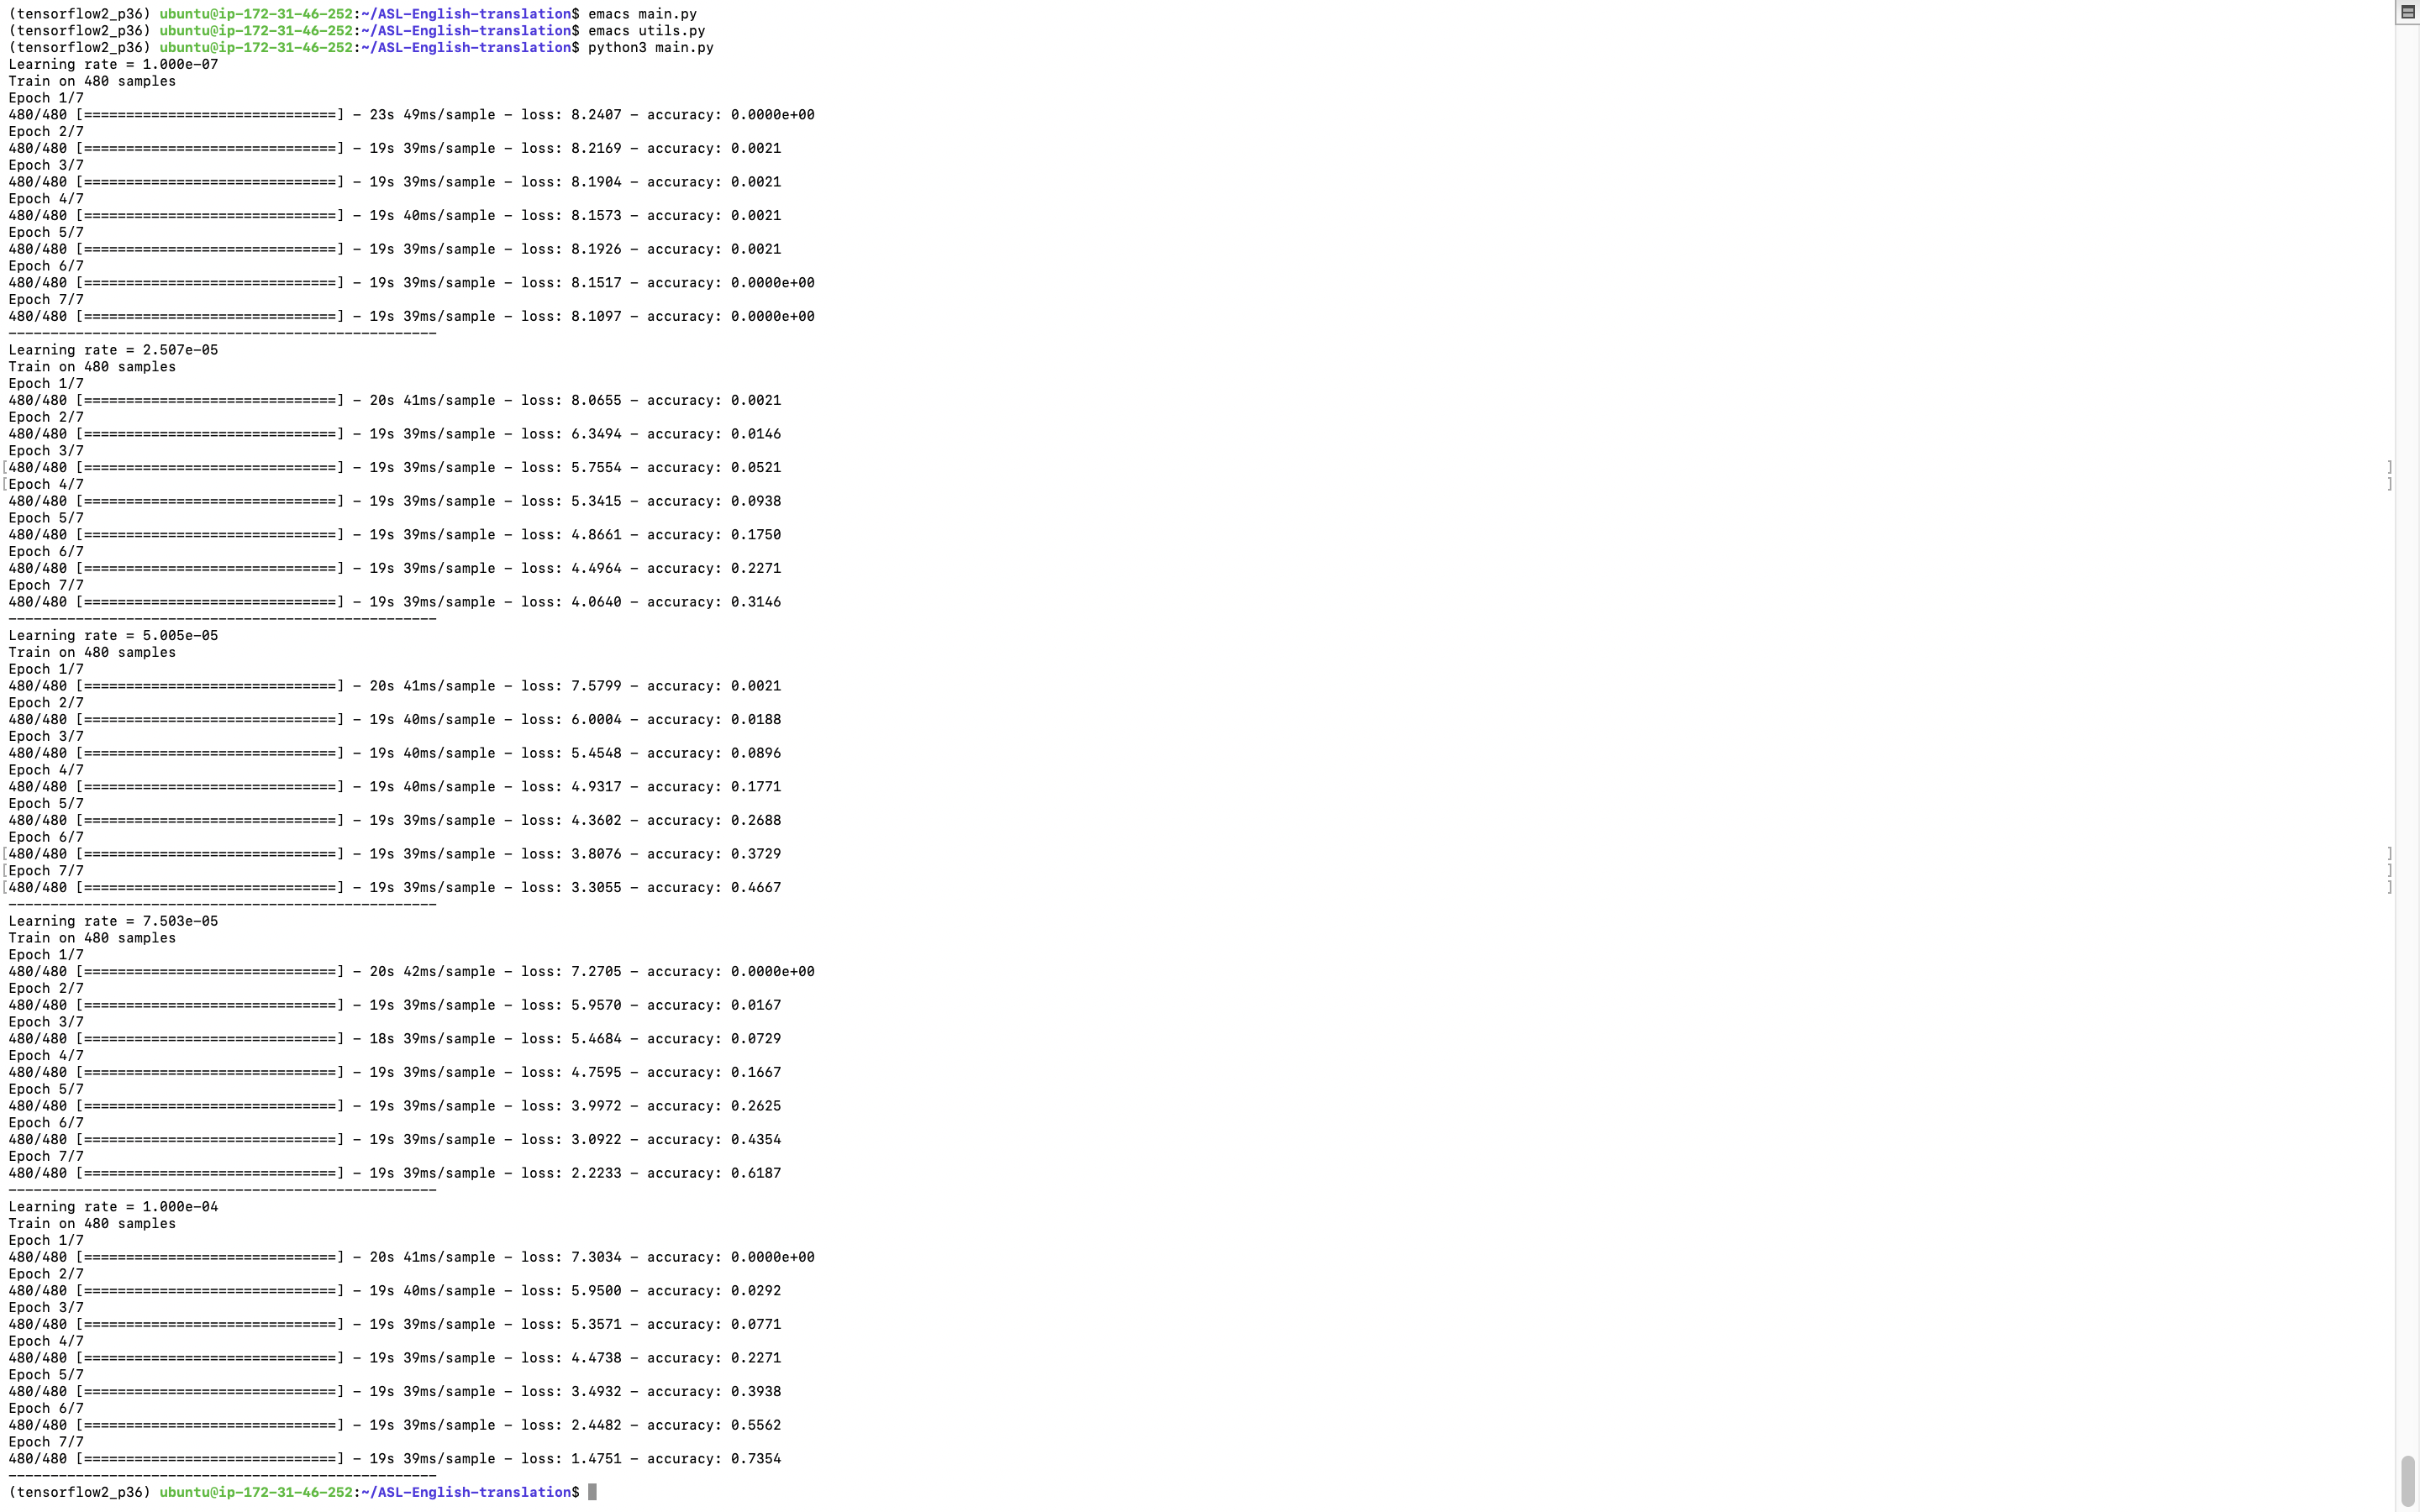 (tensorflow2_p36) ubuntu@ip-172-31-46-252:~/ASL-English-translation$ emacs main.py
(tensorflow2_p36) ubuntu@ip-172-31-46-252:~/ASL-English-translation$ emacs utils.py
(tensorflow2_p36) ubuntu@ip-172-31-46-252:~/ASL-English-translation$ python3 main.py
Learning rate = 1.000e-07
Train on 480 samples
Epoch 1/7
480/480 [==============================] - 23s 49ms/sample - loss: 8.2407 - accuracy: 0.0000e+00
Epoch 2/7
480/480 [==============================] - 19s 39ms/sample - loss: 8.2169 - accuracy: 0.0021
Epoch 3/7
480/480 [==============================] - 19s 39ms/sample - loss: 8.1904 - accuracy: 0.0021
Epoch 4/7
480/480 [==============================] - 19s 40ms/sample - loss: 8.1573 - accuracy: 0.0021
Epoch 5/7
480/480 [==============================] - 19s 39ms/sample - loss: 8.1926 - accuracy: 0.0021
Epoch 6/7
480/480 [==============================] - 19s 39ms/sample - loss: 8.1517 - accuracy: 0.0000e+00
Epoch 7/7
480/480 [==============================] - 19s 39ms/sample - loss: 8.1097 - accuracy: 0.0000e+00
---------------------------------------------------
Learning rate = 2.507e-05
Train on 480 samples
Epoch 1/7
480/480 [==============================] - 20s 41ms/sample - loss: 8.0655 - accuracy: 0.0021
Epoch 2/7
480/480 [==============================] - 19s 39ms/sample - loss: 6.3494 - accuracy: 0.0146
Epoch 3/7
[480/480 [==============================] - 19s 39ms/sample - loss: 5.7554 - accuracy: 0.0521 ]
[Epoch 4/7 ]
480/480 [==============================] - 19s 39ms/sample - loss: 5.3415 - accuracy: 0.0938
Epoch 5/7
480/480 [==============================] - 19s 39ms/sample - loss: 4.8661 - accuracy: 0.1750
Epoch 6/7
480/480 [==============================] - 19s 39ms/sample - loss: 4.4964 - accuracy: 0.2271
Epoch 7/7
480/480 [==============================] - 19s 39ms/sample - loss: 4.0640 - accuracy: 0.3146
---------------------------------------------------
Learning rate = 5.005e-05
Train on 480 samples
Epoch 1/7
480/480 [==============================] - 20s 41ms/sample - loss: 7.5799 - accuracy: 0.0021
Epoch 2/7
480/480 [==============================] - 19s 40ms/sample - loss: 6.0004 - accuracy: 0.0188
Epoch 3/7
480/480 [==============================] - 19s 40ms/sample - loss: 5.4548 - accuracy: 0.0896
Epoch 4/7
480/480 [==============================] - 19s 40ms/sample - loss: 4.9317 - accuracy: 0.1771
Epoch 5/7
480/480 [==============================] - 19s 39ms/sample - loss: 4.3602 - accuracy: 0.2688
Epoch 6/7
[480/480 [==============================] - 19s 39ms/sample - loss: 3.8076 - accuracy: 0.3729 ]
[Epoch 7/7 ]
[480/480 [==============================] - 19s 39ms/sample - loss: 3.3055 - accuracy: 0.4667 ]
---------------------------------------------------
Learning rate = 7.503e-05
Train on 480 samples
Epoch 1/7
480/480 [==============================] - 20s 42ms/sample - loss: 7.2705 - accuracy: 0.0000e+00
Epoch 2/7
480/480 [==============================] - 19s 39ms/sample - loss: 5.9570 - accuracy: 0.0167
Epoch 3/7
480/480 [==============================] - 18s 39ms/sample - loss: 5.4684 - accuracy: 0.0729
Epoch 4/7
480/480 [==============================] - 19s 39ms/sample - loss: 4.7595 - accuracy: 0.1667
Epoch 5/7
480/480 [==============================] - 19s 39ms/sample - loss: 3.9972 - accuracy: 0.2625
Epoch 6/7
480/480 [==============================] - 19s 39ms/sample - loss: 3.0922 - accuracy: 0.4354
Epoch 7/7
480/480 [==============================] - 19s 39ms/sample - loss: 2.2233 - accuracy: 0.6187
---------------------------------------------------
Learning rate = 1.000e-04
Train on 480 samples
Epoch 1/7
480/480 [==============================] - 20s 41ms/sample - loss: 7.3034 - accuracy: 0.0000e+00
Epoch 2/7
480/480 [==============================] - 19s 40ms/sample - loss: 5.9500 - accuracy: 0.0292
Epoch 3/7
480/480 [==============================] - 19s 39ms/sample - loss: 5.3571 - accuracy: 0.0771
Epoch 4/7
480/480 [==============================] - 19s 39ms/sample - loss: 4.4738 - accuracy: 0.2271
Epoch 5/7
480/480 [==============================] - 19s 39ms/sample - loss: 3.4932 - accuracy: 0.3938
Epoch 6/7
480/480 [==============================] - 19s 39ms/sample - loss: 2.4482 - accuracy: 0.5562
Epoch 7/7
480/480 [==============================] - 19s 39ms/sample - loss: 1.4751 - accuracy: 0.7354
---------------------------------------------------
(tensorflow2_p36) ubuntu@ip-172-31-46-252:~/ASL-English-translation$